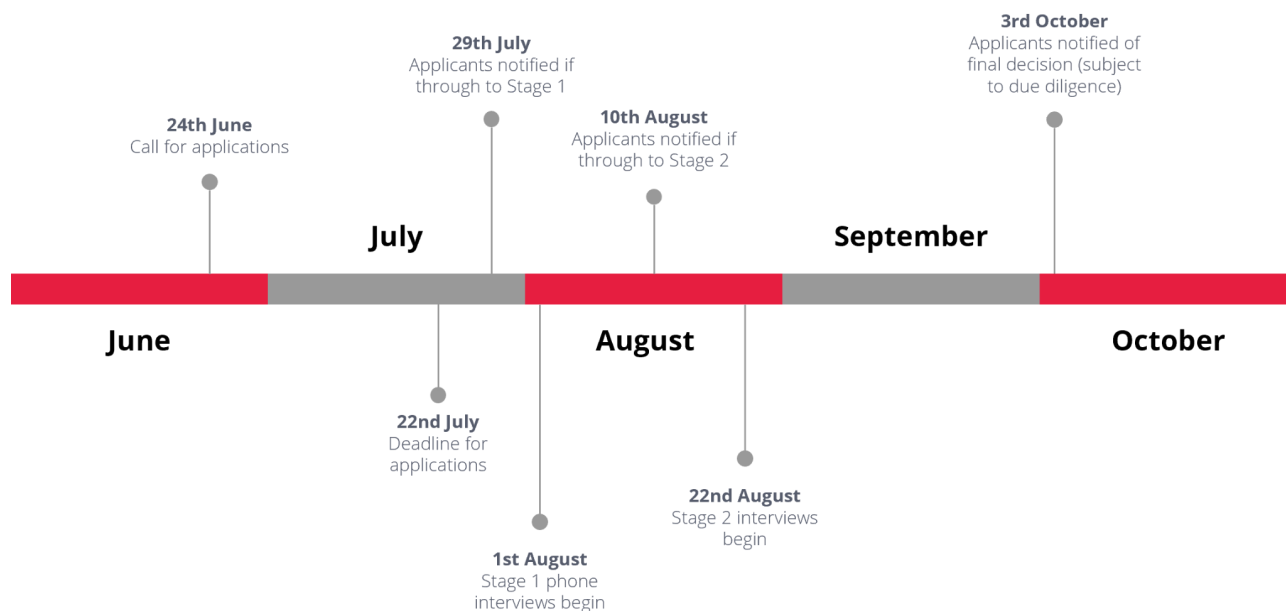 3rd October
Applicants notified of
final decision (subject
to due diligence)
29th July
Applicants notified if
through to Stage 1
10th August
Applicants notified if
through to Stage 2
24th June
Call for applications
July
September
June
August
October
22nd July
Deadline for
applications
22nd August
Stage 2 interviews
begin
1st August
Stage 1 phone
interviews begin